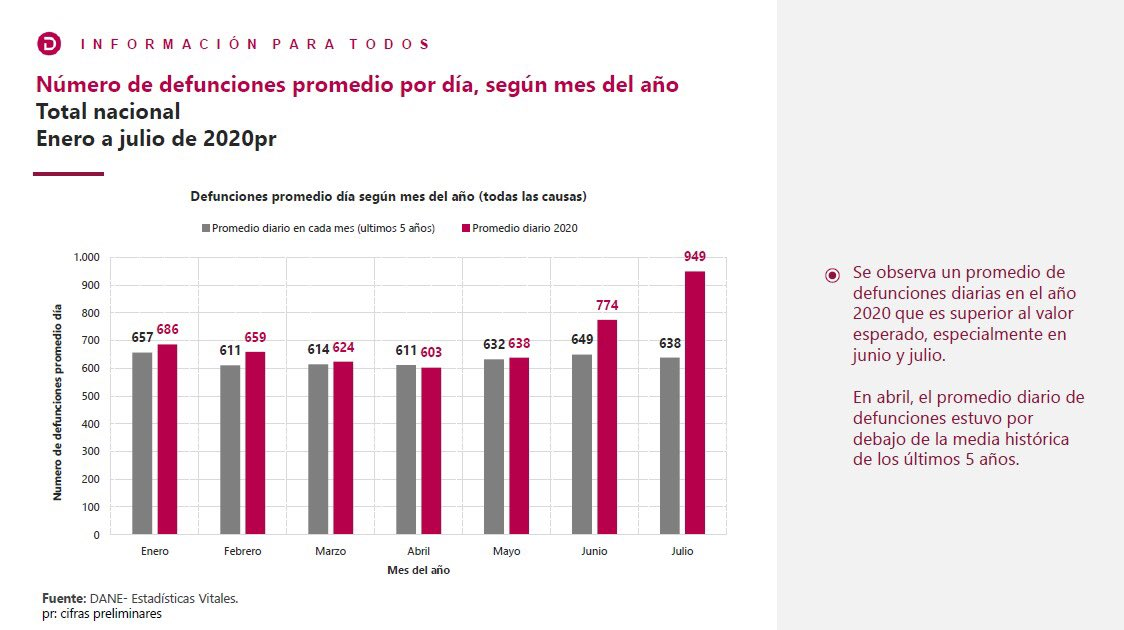 INFORMACIÓN PARA TODOS
Número de defunciones promedio por día, según mes del año
Total nacional
Enero a julio de 2020pr
Defunciones promedio día según mes del año (todas las causas)
Promedio diario en cada mes (ultimos 5 años) Promedio diario 2020
Numero de defunciones promedio día
1.000
900
800
700
600
500
400
300
200
100
0
657 686
611 659
614 624
611 603
632 638
649 774
638 949
Enero Febrero Marzo Abril Mayo Junio Julio
Mes del año
Fuente: DANE- Estadísticas Vitales.
pr: cifras preliminares
Se observa un promedio de
defunciones diarias en el año
2020 que es superior al valor
esperado, especialmente en
junio y julio.
En abril, el promedio diario de
defunciones estuvo por
debajo de la media histórica
de los últimos 5 años.